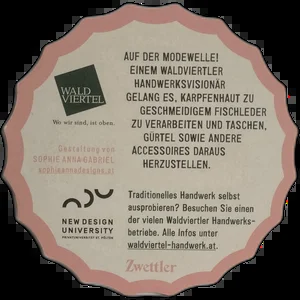 WALD
VIERTEL
Wo wir sind, ist oben.
Gestaltung von
SOPHIE ANNA GABRIEL
sophieannadesigns.at
NEW DESIGN
UNIVERSITY
PRIVATUNIVERSITÄT ST. PÖLTEN
AUF DER MODEWELLE!
EINEM WALDVIERTLER
HANDWERKSVISIONÄR
GELANG ES, KARPFENHAUT ZU
GESCHMEIDIGEM FISCHLEDER
ZU VERARBEITEN UND TASCHEN,
GÜRTEL SOWIE ANDERE
ACCESSOIRES DARAUS
HERZUSTELLEN.
Traditionelles Handwerk selbst
ausprobieren? Besuchen Sie einen
der vielen Waldviertler Handwerks-
betriebe. Alle Infos unter
waldviertel-handwerk.at.
Zwettler